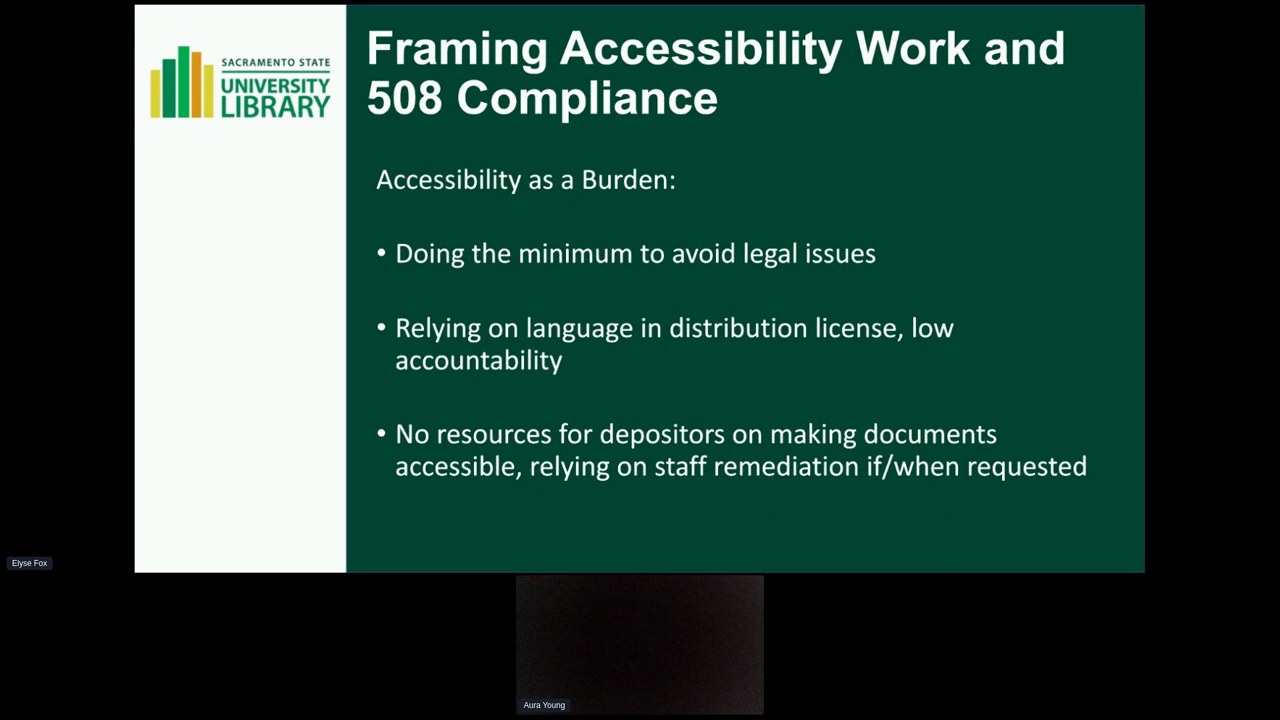 SACRAMENTO STATE
UNIVERSITY
LIBRARY
Framing Accessibility Work and
508 Compliance
Accessibility as a Burden:
• Doing the minimum to avoid legal issues
• Relying on language in distribution license, low
accountability
• No resources for depositors on making documents
accessible, relying on staff remediation if/when requested
Elyse Fox
Aura Young